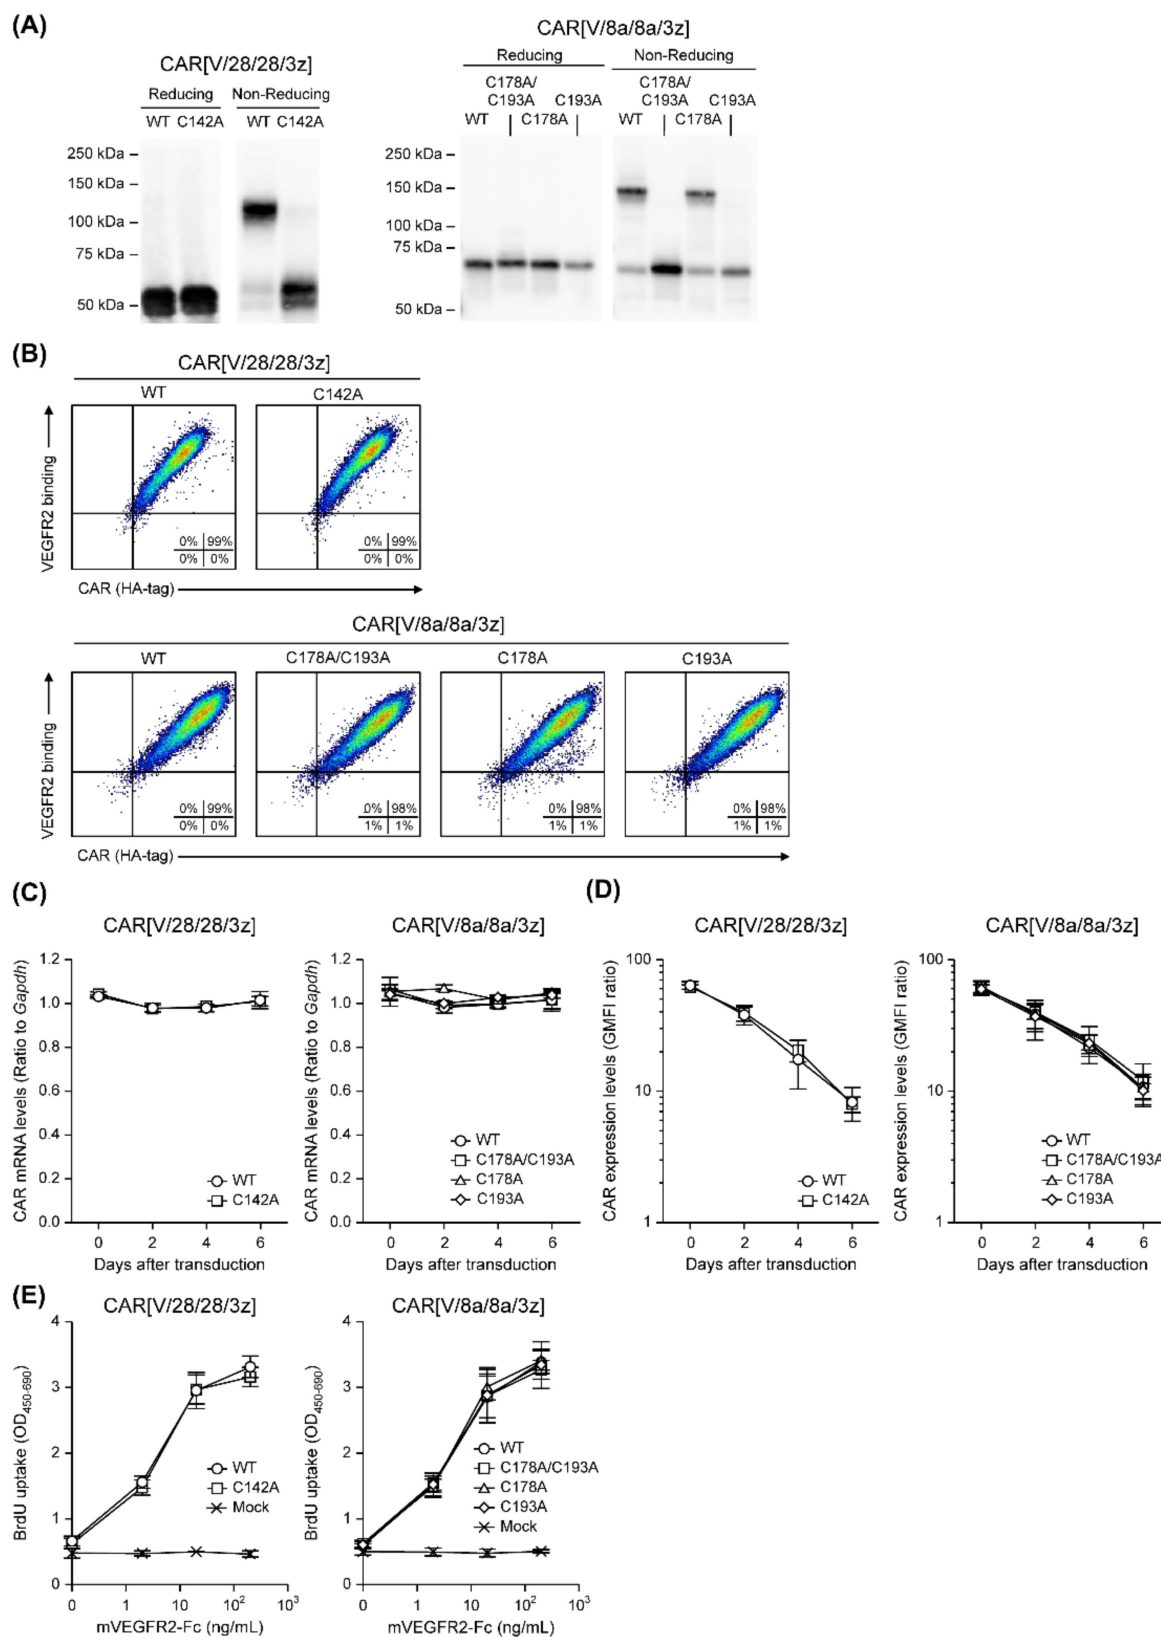 (A)
CAR[V/28/28/3z]
Reducing Non-Reducing
WT C142A WT C142A
250 kDa
150 kDa
100 kDa
75 kDa
50 kDa
CAR[V/8a/8a/3z]
Reducing Non-Reducing
C178A/ C178A/
C193A C193A C193A C193A
WT C178A WT C178A
250 kDa
150 kDa
100 kDa
75 kDa
50 kDa
(B)
CAR[V/28/28/3z]
WT C142A
VEGFR2 binding
0% 99% 0% 99%
0% 0% 0% 0%
CAR (HA-tag)
CAR[V/8a/8a/3z]
WT C178A/C193A C178A C193A
VEGFR2 binding
0% 99% 0% 98% 0% 98% 0% 98%
0% 0% 1% 1% 1% 1% 1% 1%
CAR (HA-tag)
(C)
CAR[V/28/28/3z]
CAR mRNA levels (Ratio to Gapdh)
1.2
1.0
0.8
0.6
0.4
0.2
0.0
WT
C142A
0 2 4 6
Days after transduction
CAR[V/8a/8a/3z]
CAR mRNA levels (Ratio to Gapdh)
1.2
1.0
0.8
0.6
0.4
0.2
0.0
WT
C178A/C193A
C178A
C193A
0 2 4 6
Days after transduction
(D)
CAR[V/28/28/3z]
CAR expression levels (GMFI ratio)
100
10
1
WT
C142A
0 2 4 6
Days after transduction
CAR[V/8a/8a/3z]
CAR expression levels (GMFI ratio)
100
10
1
WT
C178A/C193A
C178A
C193A
0 2 4 6
Days after transduction
(E)
CAR[V/28/28/3z]
BrdU uptake (OD450-690)
4
3
2
1
0
WT
C142A
Mock
0 1 10 10² 10³
mVEGFR2-Fc (ng/mL)
CAR[V/8a/8a/3z]
BrdU uptake (OD450-690)
4
3
2
1
0
WT
C178A/C193A
C178A
C193A
Mock
0 1 10 10² 10³
mVEGFR2-Fc (ng/mL)